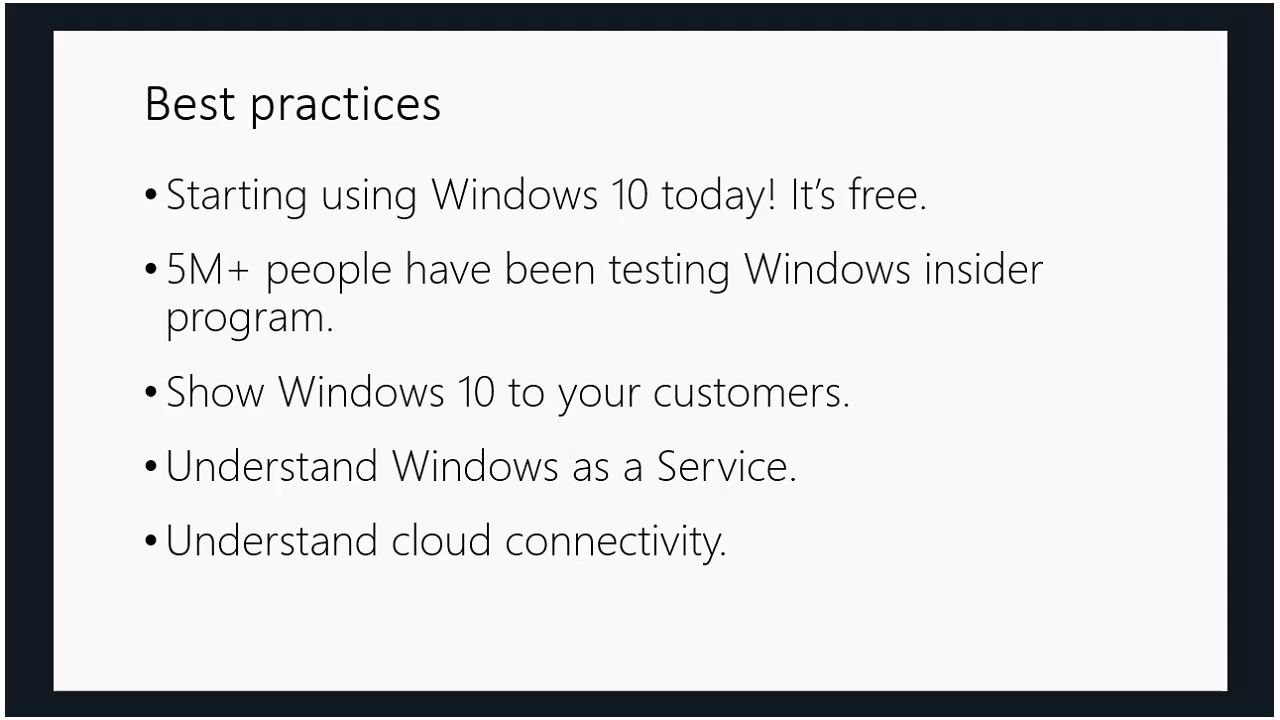 Best practices
•Starting using Windows 10 today! It’s free.
•5M+ people have been testing Windows insider
program.
•Show Windows 10 to your customers.
•Understand Windows as a Service.
•Understand cloud connectivity.